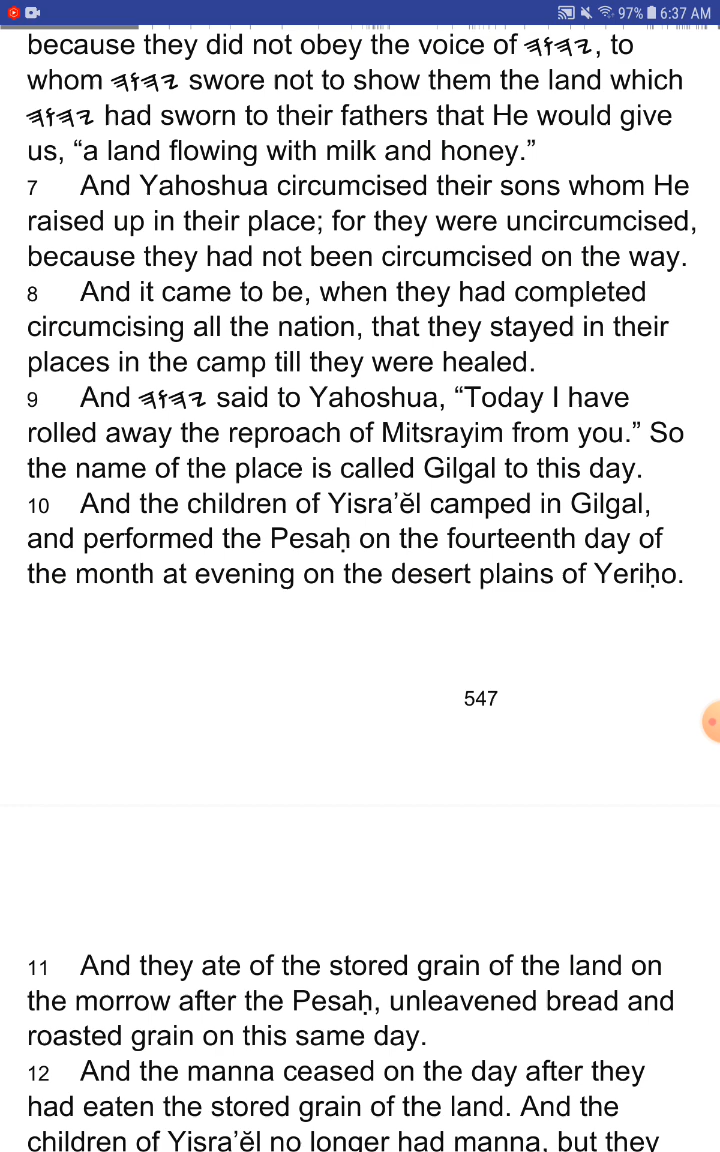 97% 6:37 AM
because they did not obey the voice of 𐤉𐤄𐤅𐤄, to
whom 𐤉𐤄𐤅𐤄 swore not to show them the land which
𐤉𐤄𐤅𐤄 had sworn to their fathers that He would give
us, “a land flowing with milk and honey.”
7 And Yahoshua circumcised their sons whom He
raised up in their place; for they were uncircumcised,
because they had not been circumcised on the way.
8 And it came to be, when they had completed
circumcising all the nation, that they stayed in their
places in the camp till they were healed.
9 And 𐤉𐤄𐤅𐤄 said to Yahoshua, “Today I have
rolled away the reproach of Mitsrayim from you.” So
the name of the place is called Gilgal to this day.
10 And the children of Yisra’ĕl camped in Gilgal,
and performed the Pesaḥ on the fourteenth day of
the month at evening on the desert plains of Yeriḥo.
547
11 And they ate of the stored grain of the land on
the morrow after the Pesaḥ, unleavened bread and
roasted grain on this same day.
12 And the manna ceased on the day after they
had eaten the stored grain of the land. And the
children of Yisra’ĕl no longer had manna, but they